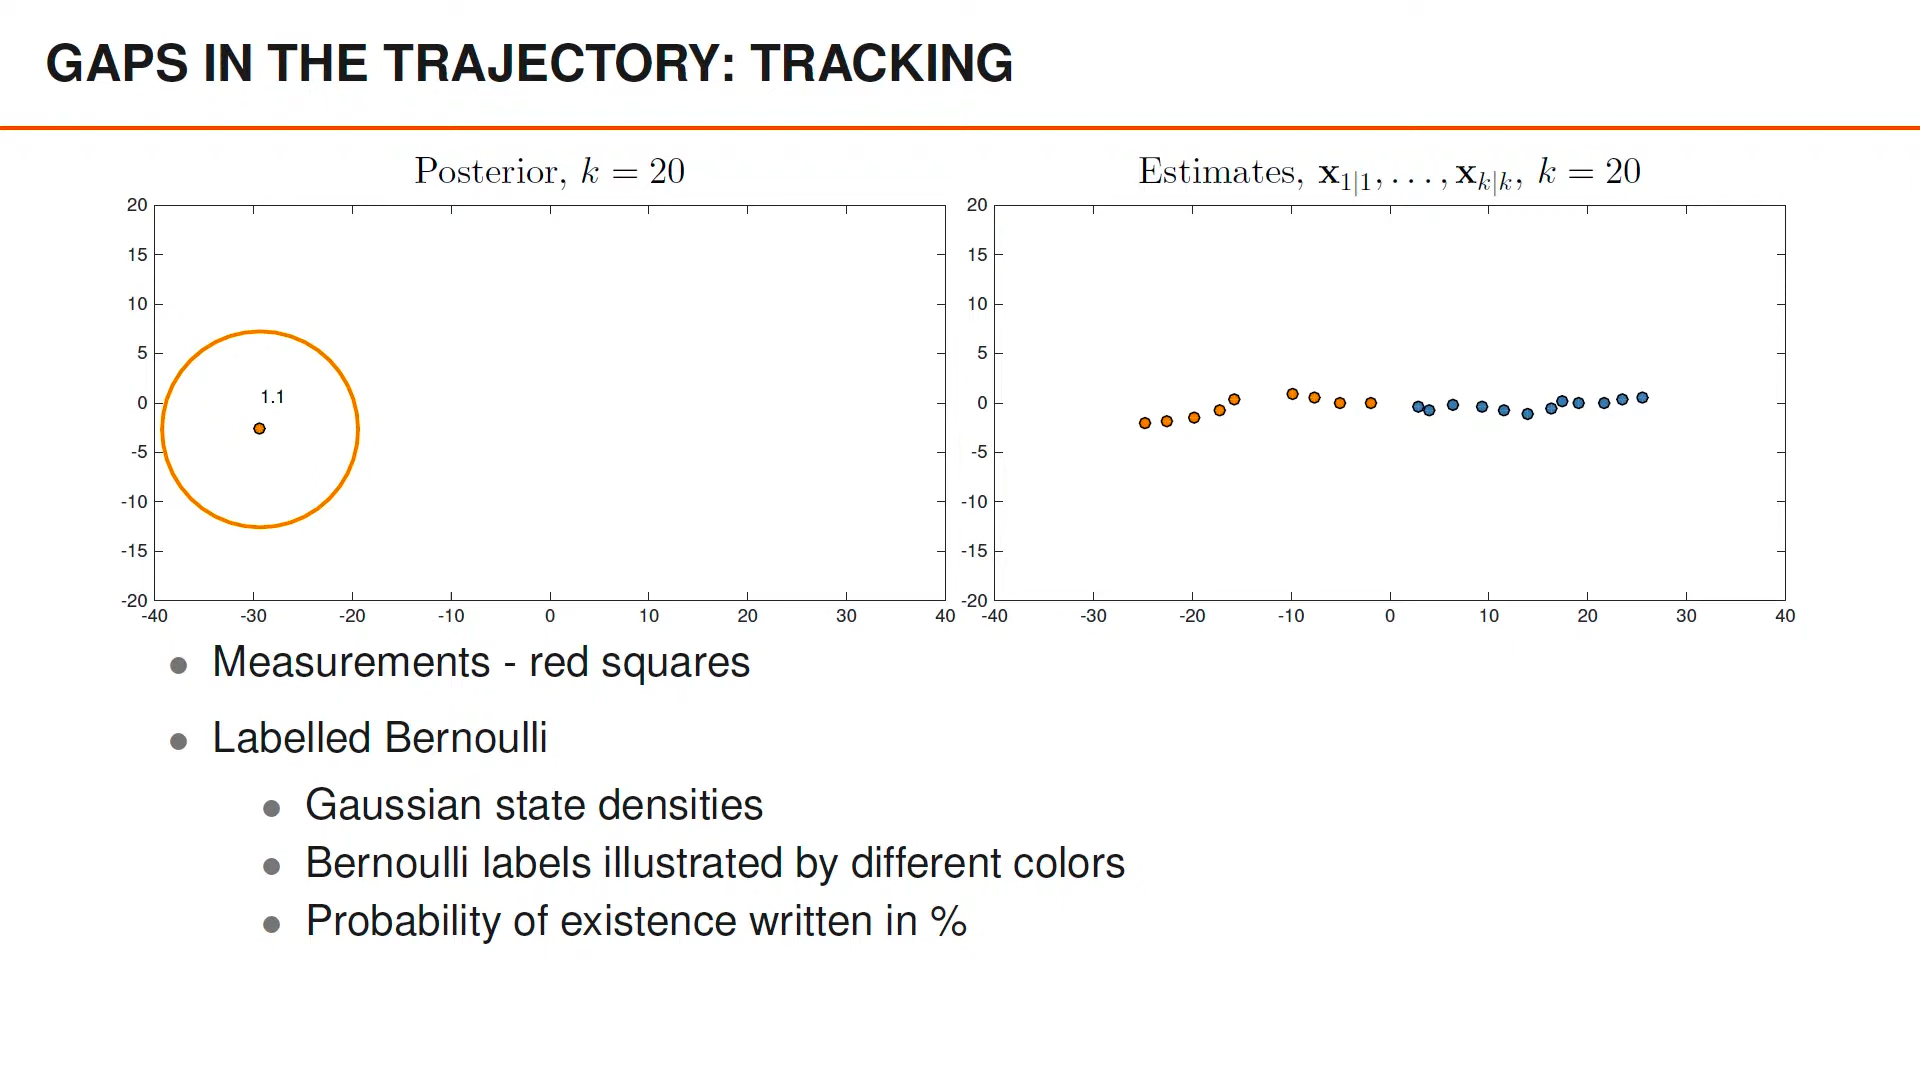 GAPS IN THE TRAJECTORY: TRACKING
Posterior, k = 20
20
15
10
5
0
-5
-10
-15
-20
1.1
-40 -30 -20 -10 0 10 20 30 40
Estimates, x1|1, . . . , xk|k, k = 20
20
15
10
5
0
-5
-10
-15
-20
-40 -30 -20 -10 0 10 20 30 40
• Measurements - red squares
• Labelled Bernoulli
• Gaussian state densities
• Bernoulli labels illustrated by different colors
• Probability of existence written in %